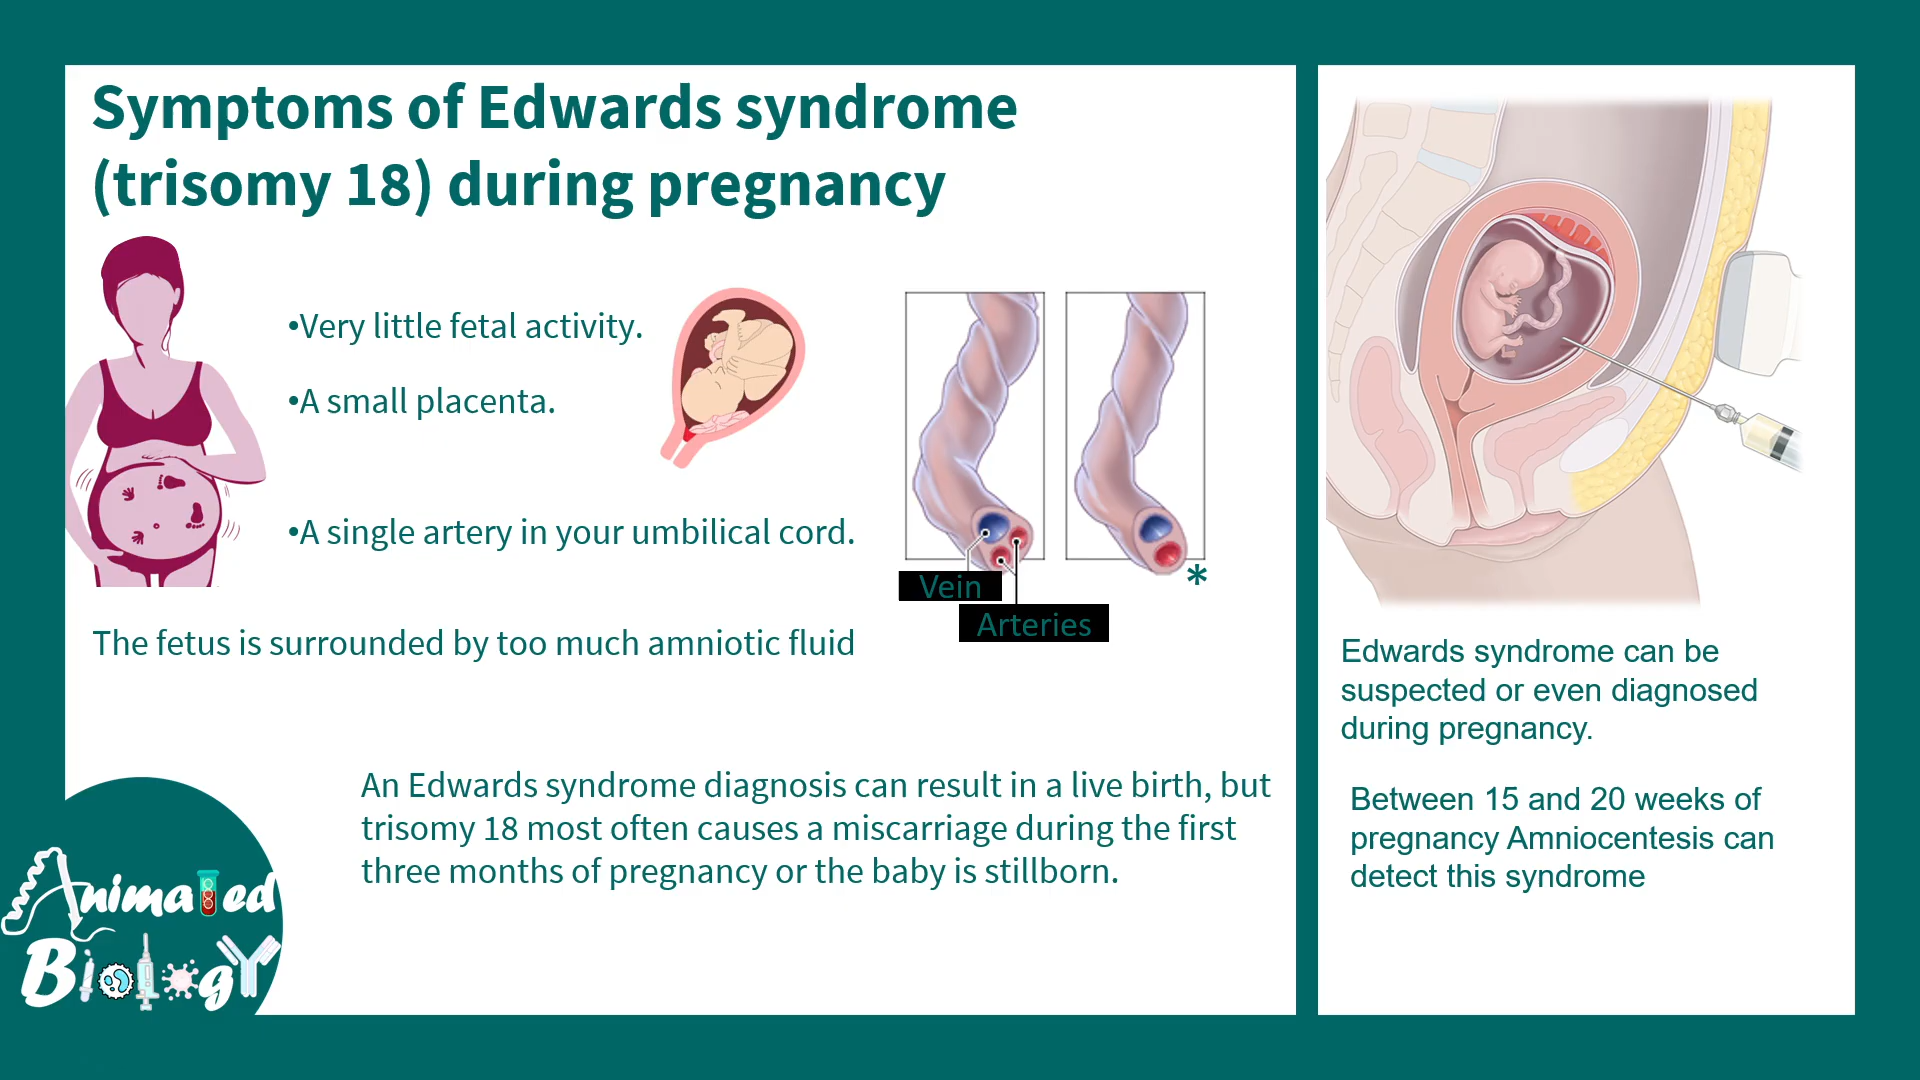 Symptoms of Edwards syndrome
(trisomy 18) during pregnancy
•Very little fetal activity.
•A small placenta.
•A single artery in your umbilical cord.
Vein
Arteries
*
The fetus is surrounded by too much amniotic fluid
An Edwards syndrome diagnosis can result in a live birth, but
trisomy 18 most often causes a miscarriage during the first
three months of pregnancy or the baby is stillborn.
Animated
Biology
Edwards syndrome can be
suspected or even diagnosed
during pregnancy.
Between 15 and 20 weeks of
pregnancy Amniocentesis can
detect this syndrome